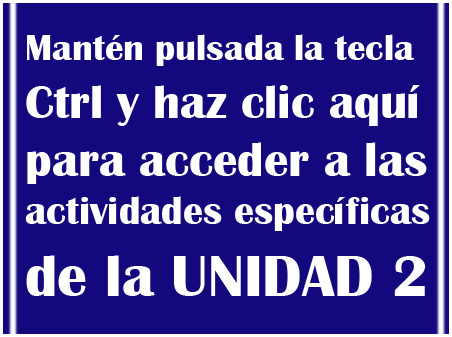 Mantén pulsada la tecla
Ctrl y haz clic aquí
para acceder a las
actividades específicas
de la UNIDAD 2